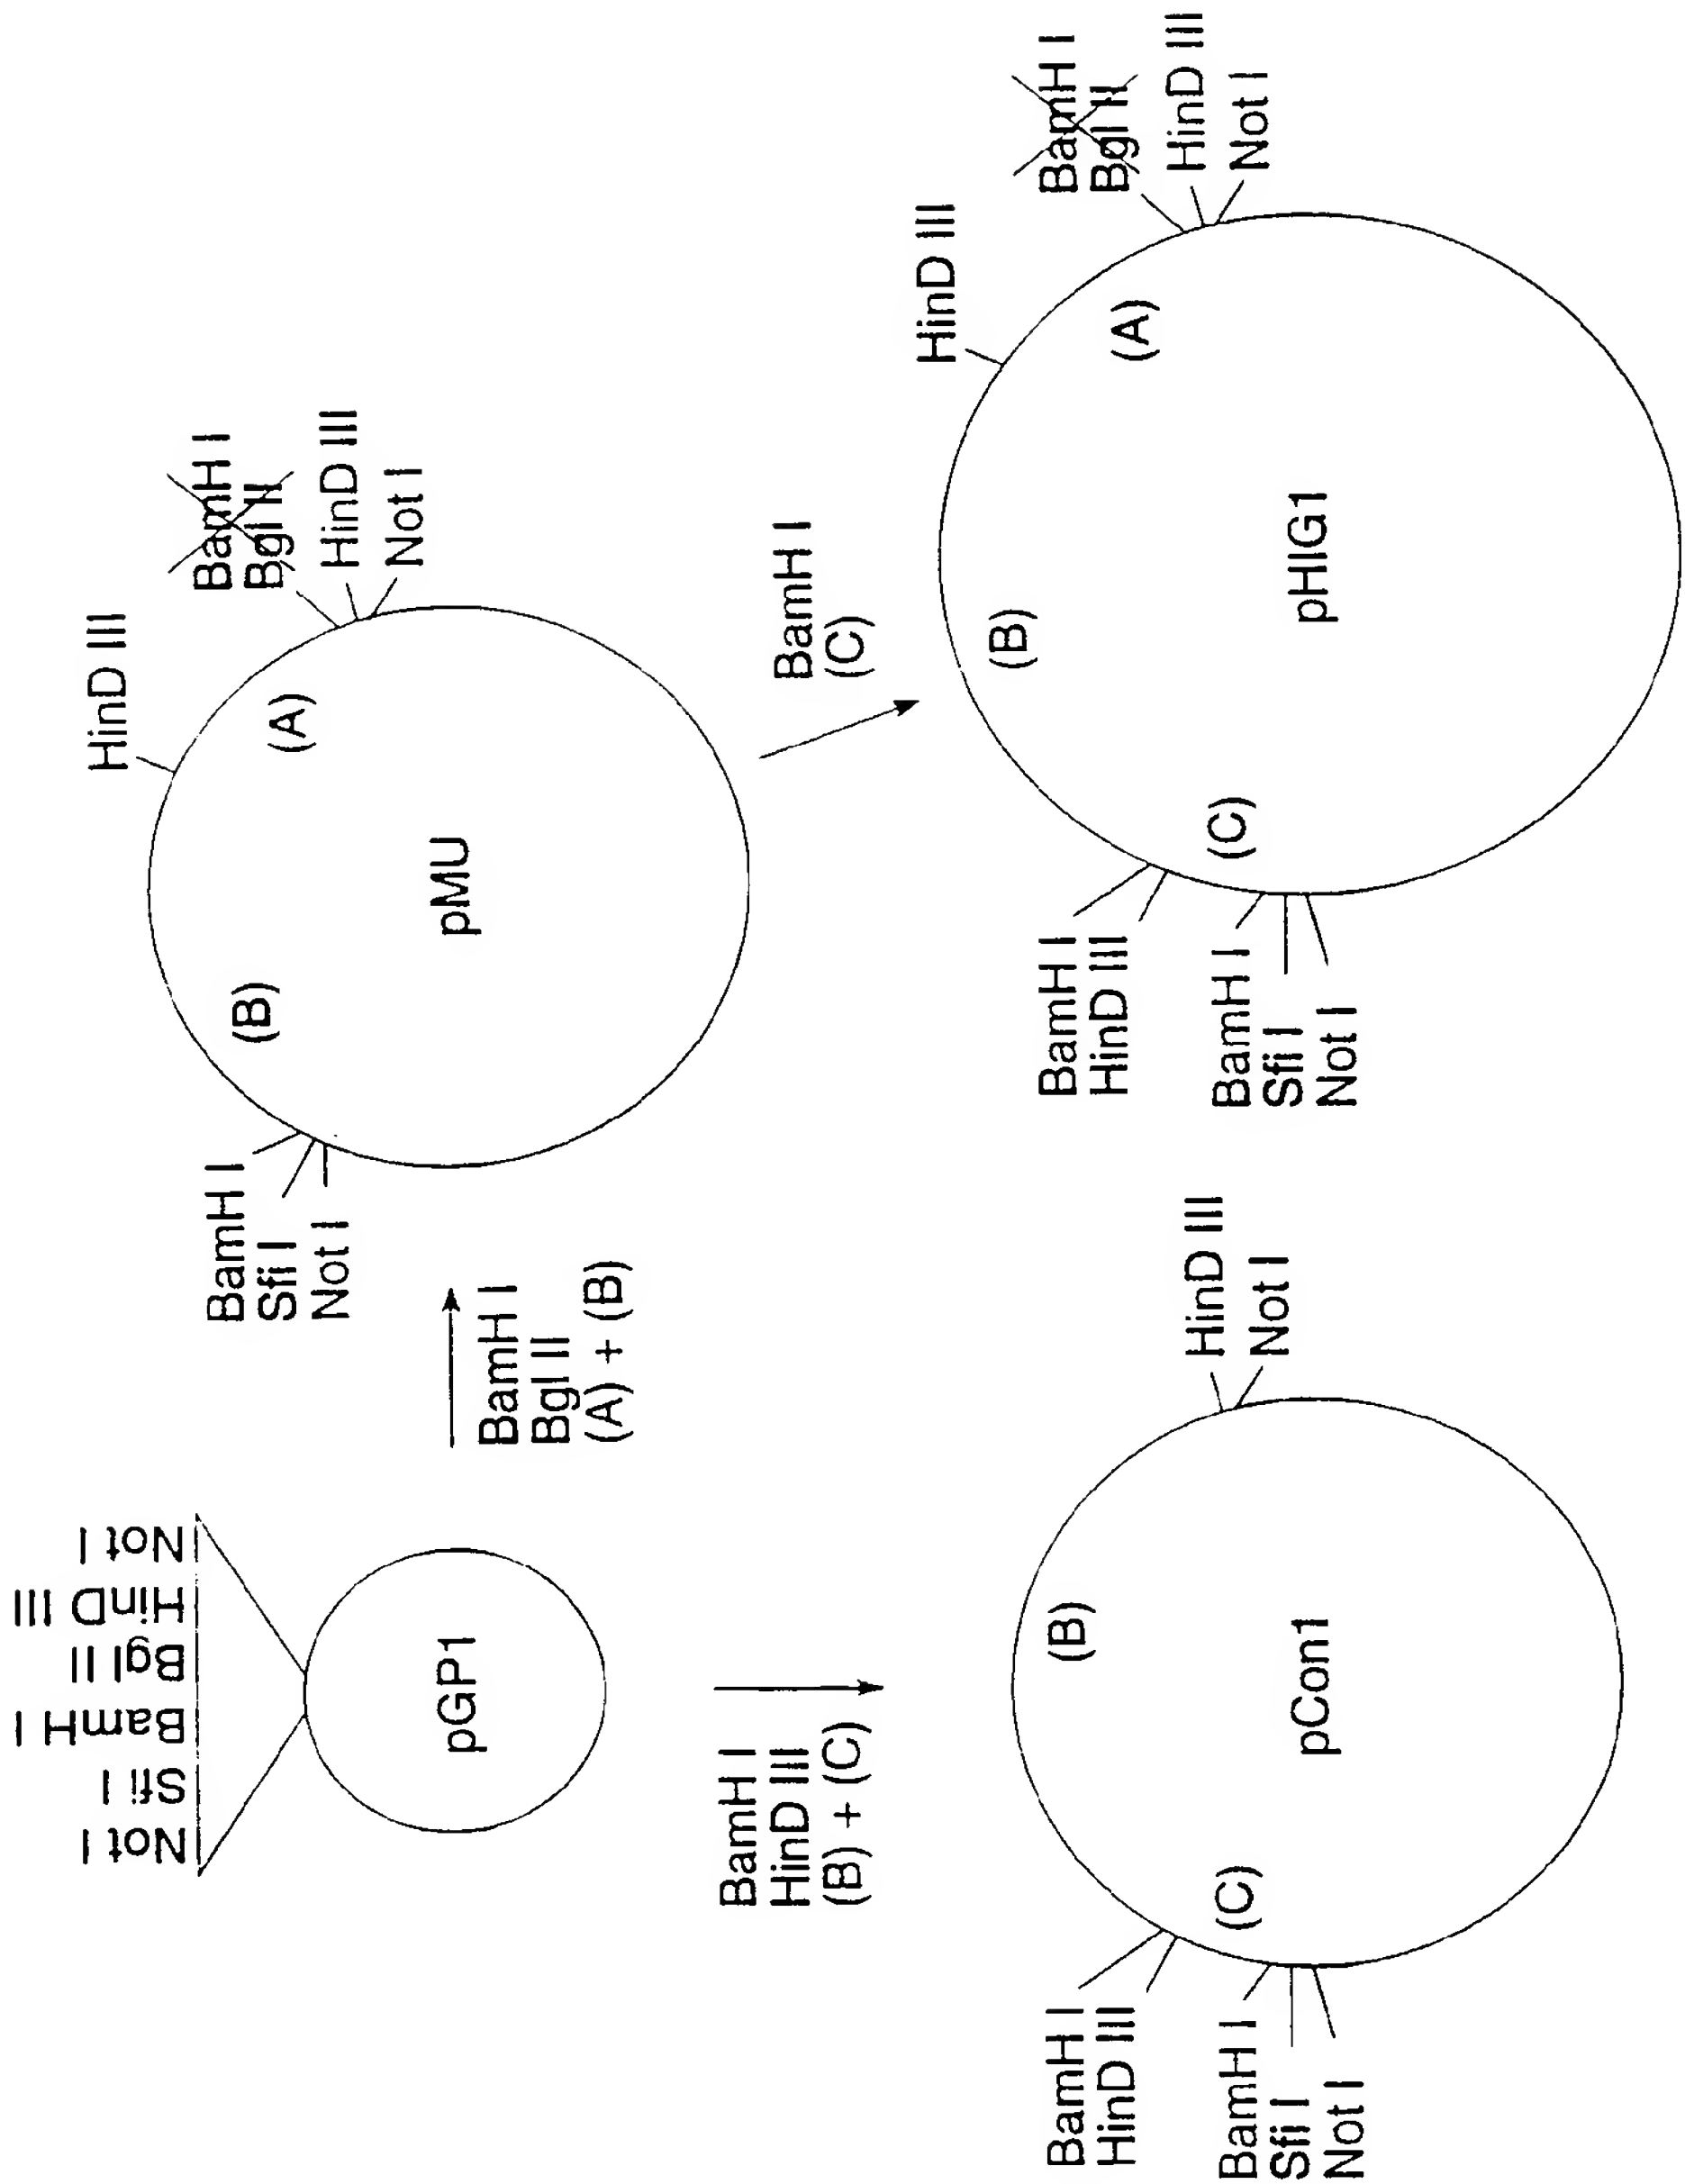 Not I
Sfi I
BamH I
Bgl II
HinD III
Not I
pGP1
BamH I
Bgl II
(A) + (B)
BamH I
Sfi I
Not I
(B)
HinD III
(A)
BamH I
Bgl II
HinD III
Not I
pMU
BamH I
HinD III
(B) + (C)
BamH I
(C)
BamH I
HinD III
BamH I
Sfi I
Not I
(C)
(B)
HinD III
Not I
pCon1
BamH I
HinD III
BamH I
Sfi I
Not I
(C)
(B)
HinD III
(A)
BamH I
Bgl II
HinD III
Not I
pHIG1